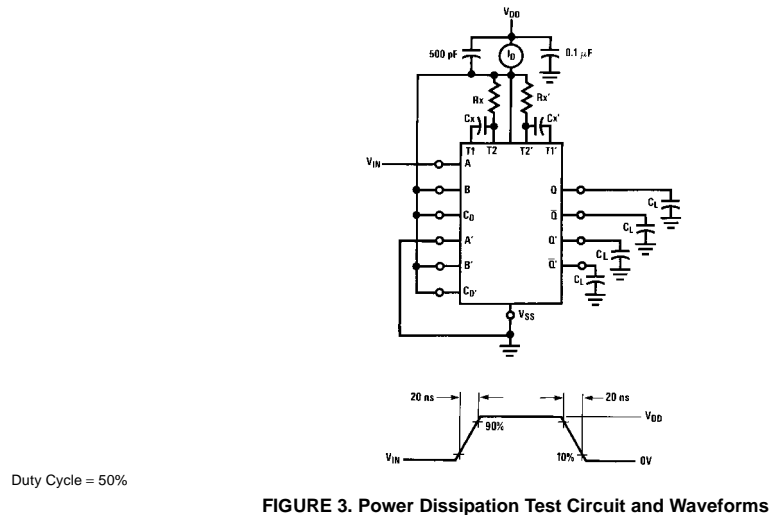 VDD
500 pF
ID
0.1 μF
Rx
Rx'
Cx
Cx'
T1 T2 T2' T1'
VIN
A
B
CD
A'
B'
CD'
Q
Q̅
Q'
Q̅'
CL
CL
CL
CL
VSS
20 ns
20 ns
90%
VDD
VIN
10%
0V
Duty Cycle = 50%
FIGURE 3. Power Dissipation Test Circuit and Waveforms